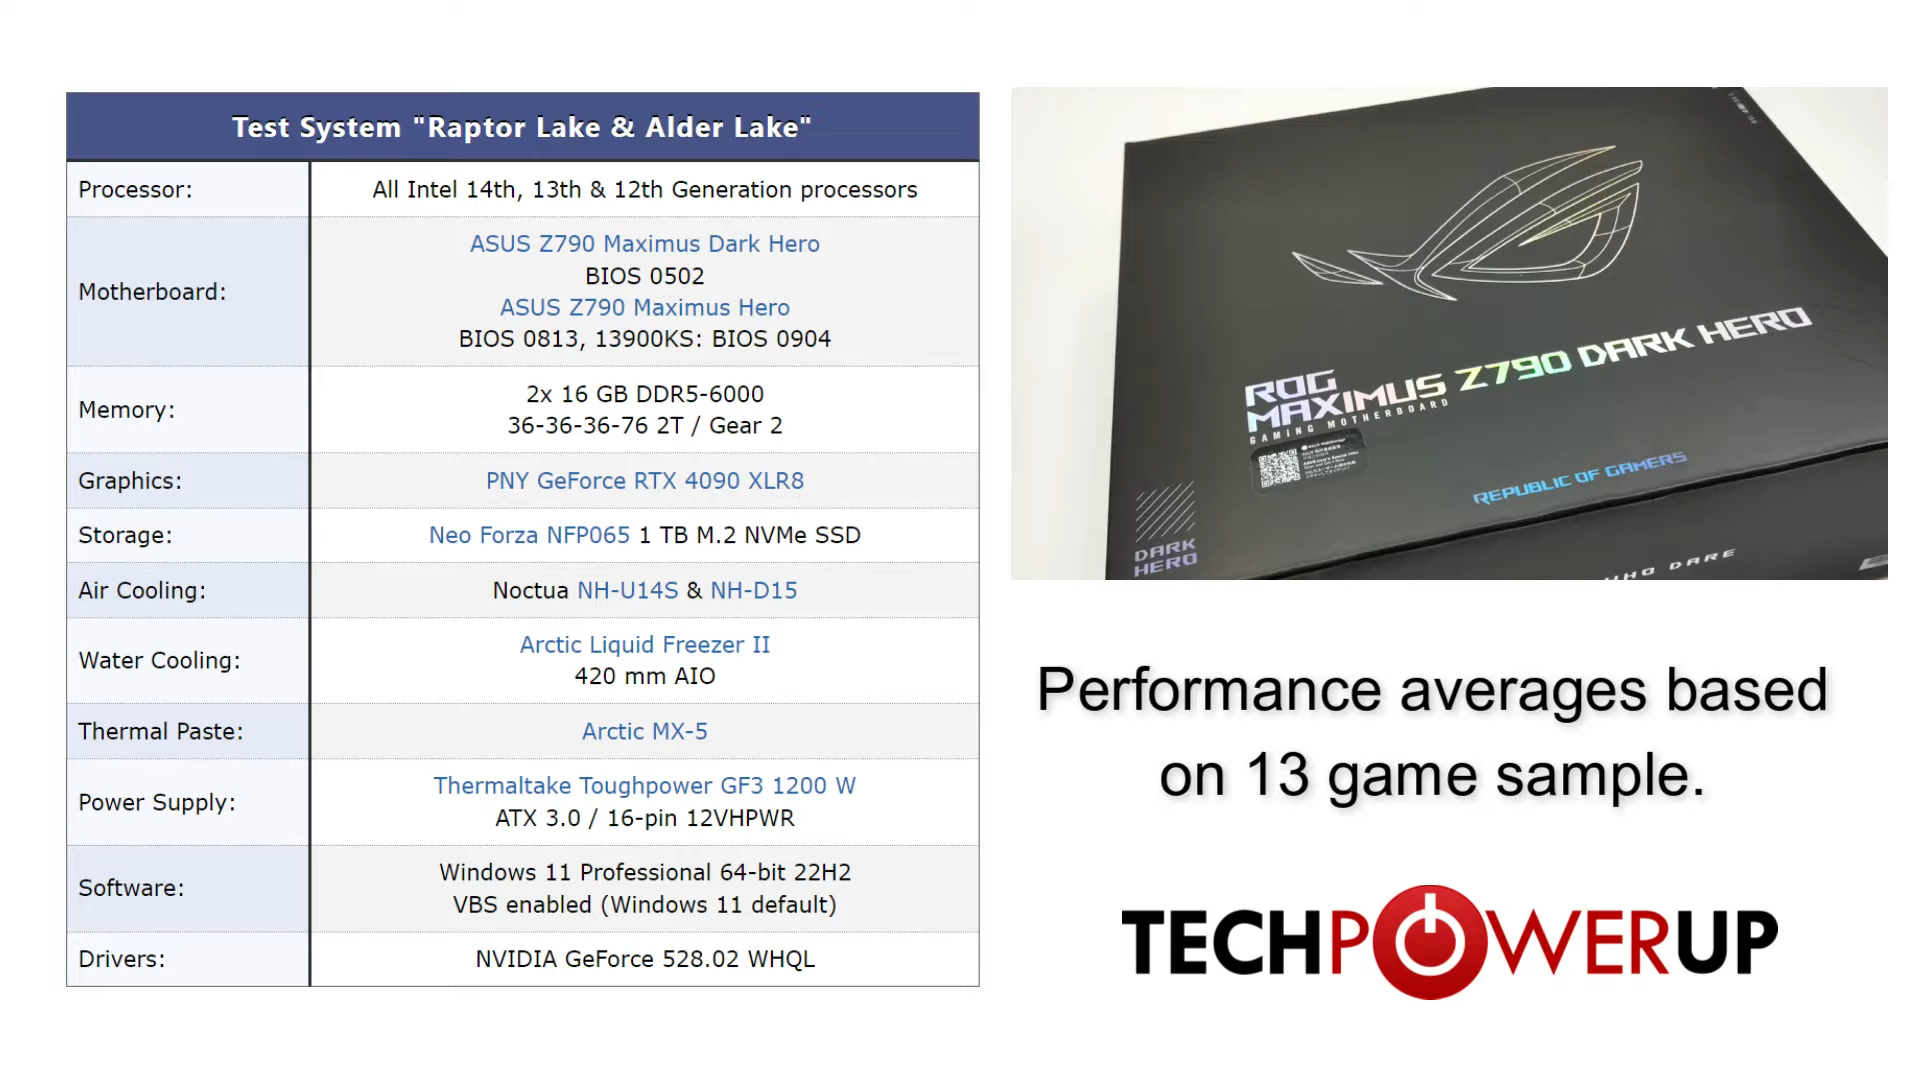 Test System "Raptor Lake & Alder Lake"
Processor: All Intel 14th, 13th & 12th Generation processors
Motherboard: ASUS Z790 Maximus Dark Hero
BIOS 0502
ASUS Z790 Maximus Hero
BIOS 0813, 13900KS: BIOS 0904
Memory: 2x 16 GB DDR5-6000
36-36-36-76 2T / Gear 2
Graphics: PNY GeForce RTX 4090 XLR8
Storage: Neo Forza NFP065 1 TB M.2 NVMe SSD
Air Cooling: Noctua NH-U14S & NH-D15
Water Cooling: Arctic Liquid Freezer II
420 mm AIO
Thermal Paste: Arctic MX-5
Power Supply: Thermaltake Toughpower GF3 1200 W
ATX 3.0 / 16-pin 12VHPWR
Software: Windows 11 Professional 64-bit 22H2
VBS enabled (Windows 11 default)
Drivers: NVIDIA GeForce 528.02 WHQL
ROG
MAXIMUS Z790 DARK HERO
GAMING MOTHERBOARD
REPUBLIC OF GAMERS
DARK
HERO
WHO DARE
Performance averages based
on 13 game sample.
TECHPOWERUP